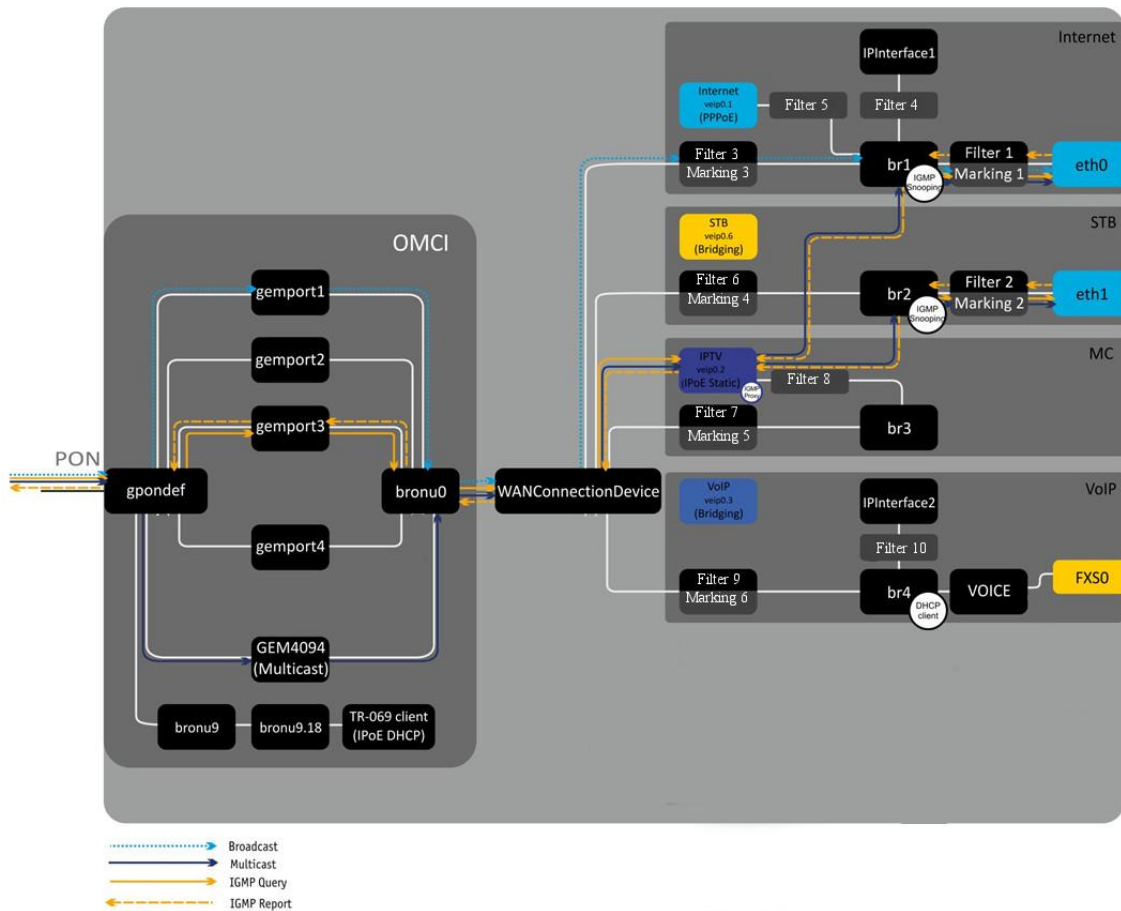 Internet
IPInterface1
Internet
veip0.1
(PPPoE)
Filter 5
Filter 4
Filter 3
Marking 3
br1
IGMP
Snooping
Filter 1
Marking 1
eth0
STB
STB
veip0.6
(Bridging)
Filter 6
Marking 4
br2
IGMP
Snooping
Filter 2
Marking 2
eth1
MC
IPTV
veip0.2
(IPoE Static)
IGMP
Proxy
Filter 8
Filter 7
Marking 5
br3
VoIP
VoIP
veip0.3
(Bridging)
IPInterface2
Filter 10
Filter 9
Marking 6
br4
DHCP
client
VOICE
FXS0
OMCI
gemport1
gemport2
gemport3
PON
gpondef
bronu0
WANConnectionDevice
gemport4
GEM4094
(Multicast)
bronu9
bronu9.18
TR-069 client
(IPoE DHCP)
Broadcast
Multicast
IGMP Query
IGMP Report